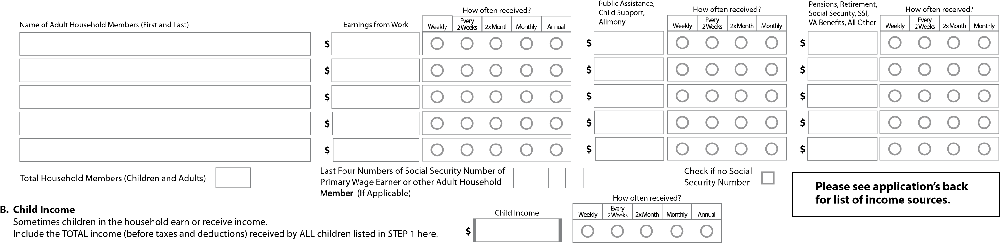 Name of Adult Household Members (First and Last)
Earnings from Work
How often received?
Weekly
Every
2 Weeks
2x Month
Monthly
Annual
Public Assistance,
Child Support,
Alimony
How often received?
Weekly
Every
2 Weeks
2x Month
Monthly
Pensions, Retirement,
Social Security, SSI,
VA Benefits, All Other
How often received?
Weekly
Every
2 Weeks
2x Month
Monthly
$ $ $
$ $ $
$ $ $
$ $ $
$ $ $
Total Household Members (Children and Adults)
Last Four Numbers of Social Security Number of
Primary Wage Earner or other Adult Household
Member (If Applicable)
Check if no Social
Security Number
Please see application’s back
for list of income sources.
B. Child Income
Sometimes children in the household earn or receive income.
Include the TOTAL income (before taxes and deductions) received by ALL children listed in STEP 1 here.
Child Income
$
How often received?
Weekly
Every
2 Weeks
2x Month
Monthly
Annual